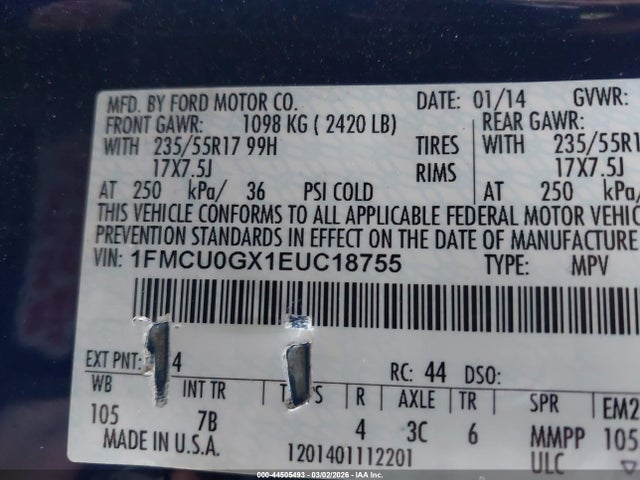 MFD. BY FORD MOTOR CO. DATE: 01/14 GVWR:
FRONT GAWR: 1098 KG ( 2420 LB) REAR GAWR:
WITH 235/55R17 99H TIRES WITH 235/55R1
17X7.5J RIMS 17X7.5J
AT 250 kPa/ 36 PSI COLD AT 250 kPa/
THIS VEHICLE CONFORMS TO ALL APPLICABLE FEDERAL MOTOR VEHIC
PREVENTION STANDARDS IN EFFECT ON THE DATE OF MANUFACTURE
VIN: 1FMCU0GX1EUC18755 TYPE: MPV
EXT PNT: 4 RC: 44 DSO:
WB INT TR R AXLE TR SPR EM2
105 7B 4 3C 6 MMPP 105
MADE IN U.S.A. 1201401112201 ULC
000-44505493 - 03/02/2026 - IAA Inc.